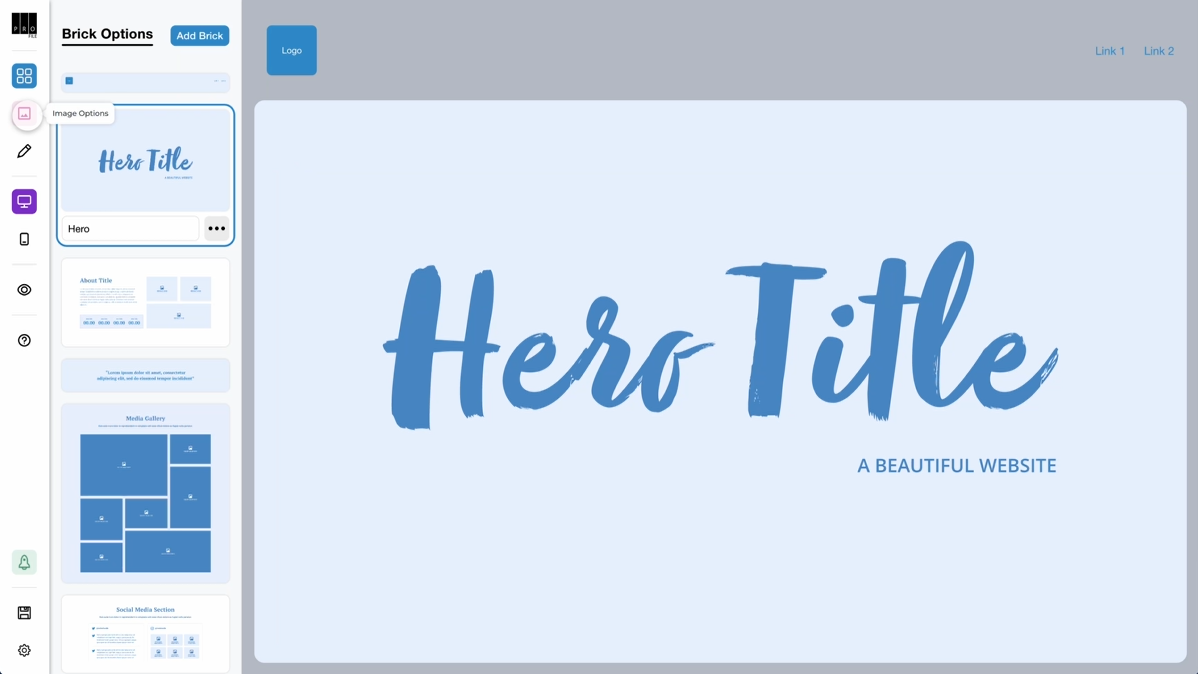 PRO
FILE
Brick Options
Add Brick
Image Options
Hero Title
A BEAUTIFUL WEBSITE
Hero
About Title
00.00 00.00 00.00 00.00
"Lorem ipsum dolor sit amet, consectetur
adipiscing elit, sed do eiusmod tempor incididunt"
Media Gallery
Social Media Section
Logo
Link 1
Link 2
Hero Title
A BEAUTIFUL WEBSITE